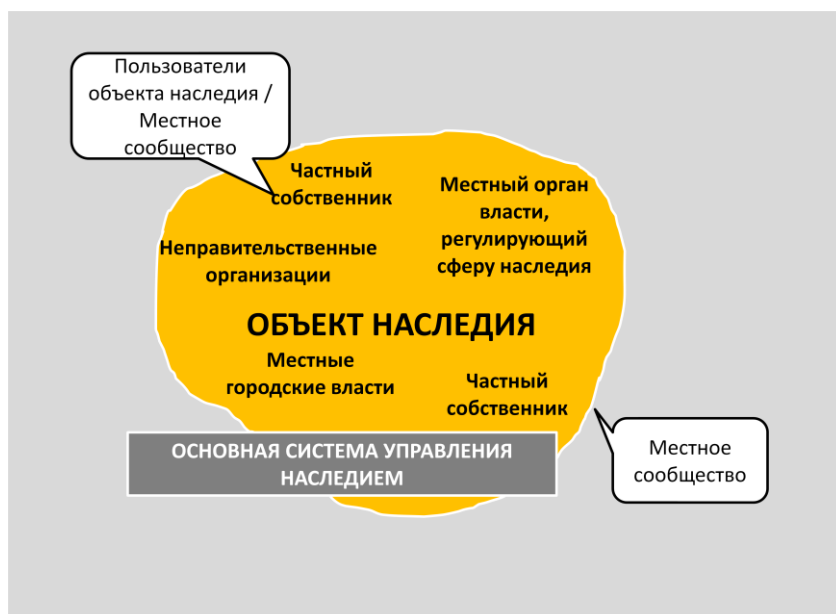 Пользователи
объекта наследия /
Местное
сообщество
Частный
собственник
Местный орган
власти,
регулирующий
сферу наследия
Неправительственные
организации
ОБЪЕКТ НАСЛЕДИЯ
Местные
городские власти
Частный
собственник
ОСНОВНАЯ СИСТЕМА УПРАВЛЕНИЯ
НАСЛЕДИЕМ
Местное
сообщество